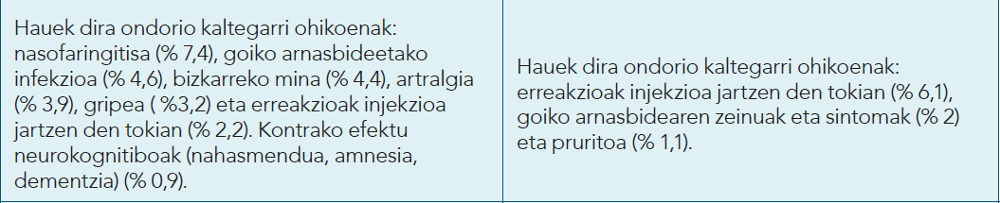 Hauek dira ondorio kaltegarri ohikoenak:
nasofaringitisa (% 7,4), goiko arnasbideetako
infekzioa (% 4,6), bizkarreko mina (% 4,4), artralgia
(% 3,9), gripea ( %3,2) eta erreakzioak injekzioa
jartzen den tokian (% 2,2). Kontrako efektu
neurokognitiboak (nahasmendua, amnesia,
dementzia) (% 0,9).
Hauek dira ondorio kaltegarri ohikoenak:
erreakzioak injekzioa jartzen den tokian (% 6,1),
goiko arnasbidearen zeinuak eta sintomak (% 2)
eta pruritoa (% 1,1).